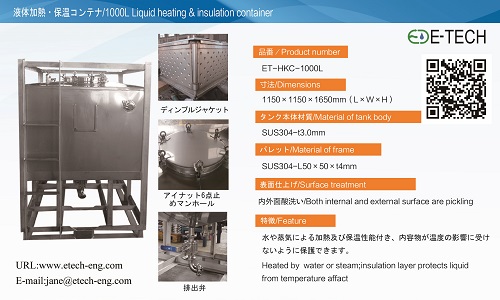 液体加熱・保温コンテナ/1000L Liquid heating & insulation container
E-TECH
品番／Product number
ET-HKC-1000L
寸法/Dimensions
1150×1150×1650mm（L×W×H）
タンク本体材質/Material of tank body
SUS304-t3.0mm
パレット/Material of frame
SUS304-L50×50×t4mm
表面仕上げ/Surface treatment
内外面酸洗い/Both internal and external surface are pickling
特徴/Feature
水や蒸気による加熱及び保温性能付き、内容物が温度の影響に受け
ないように保護できます。
Heated by water or steam;insulation layer protects liquid
from temperature affact
ディンプルジャケット
アイナット6点止
めマンホール
排出弁
URL:www.etech-eng.com
E-mail:jane@etech-eng.com